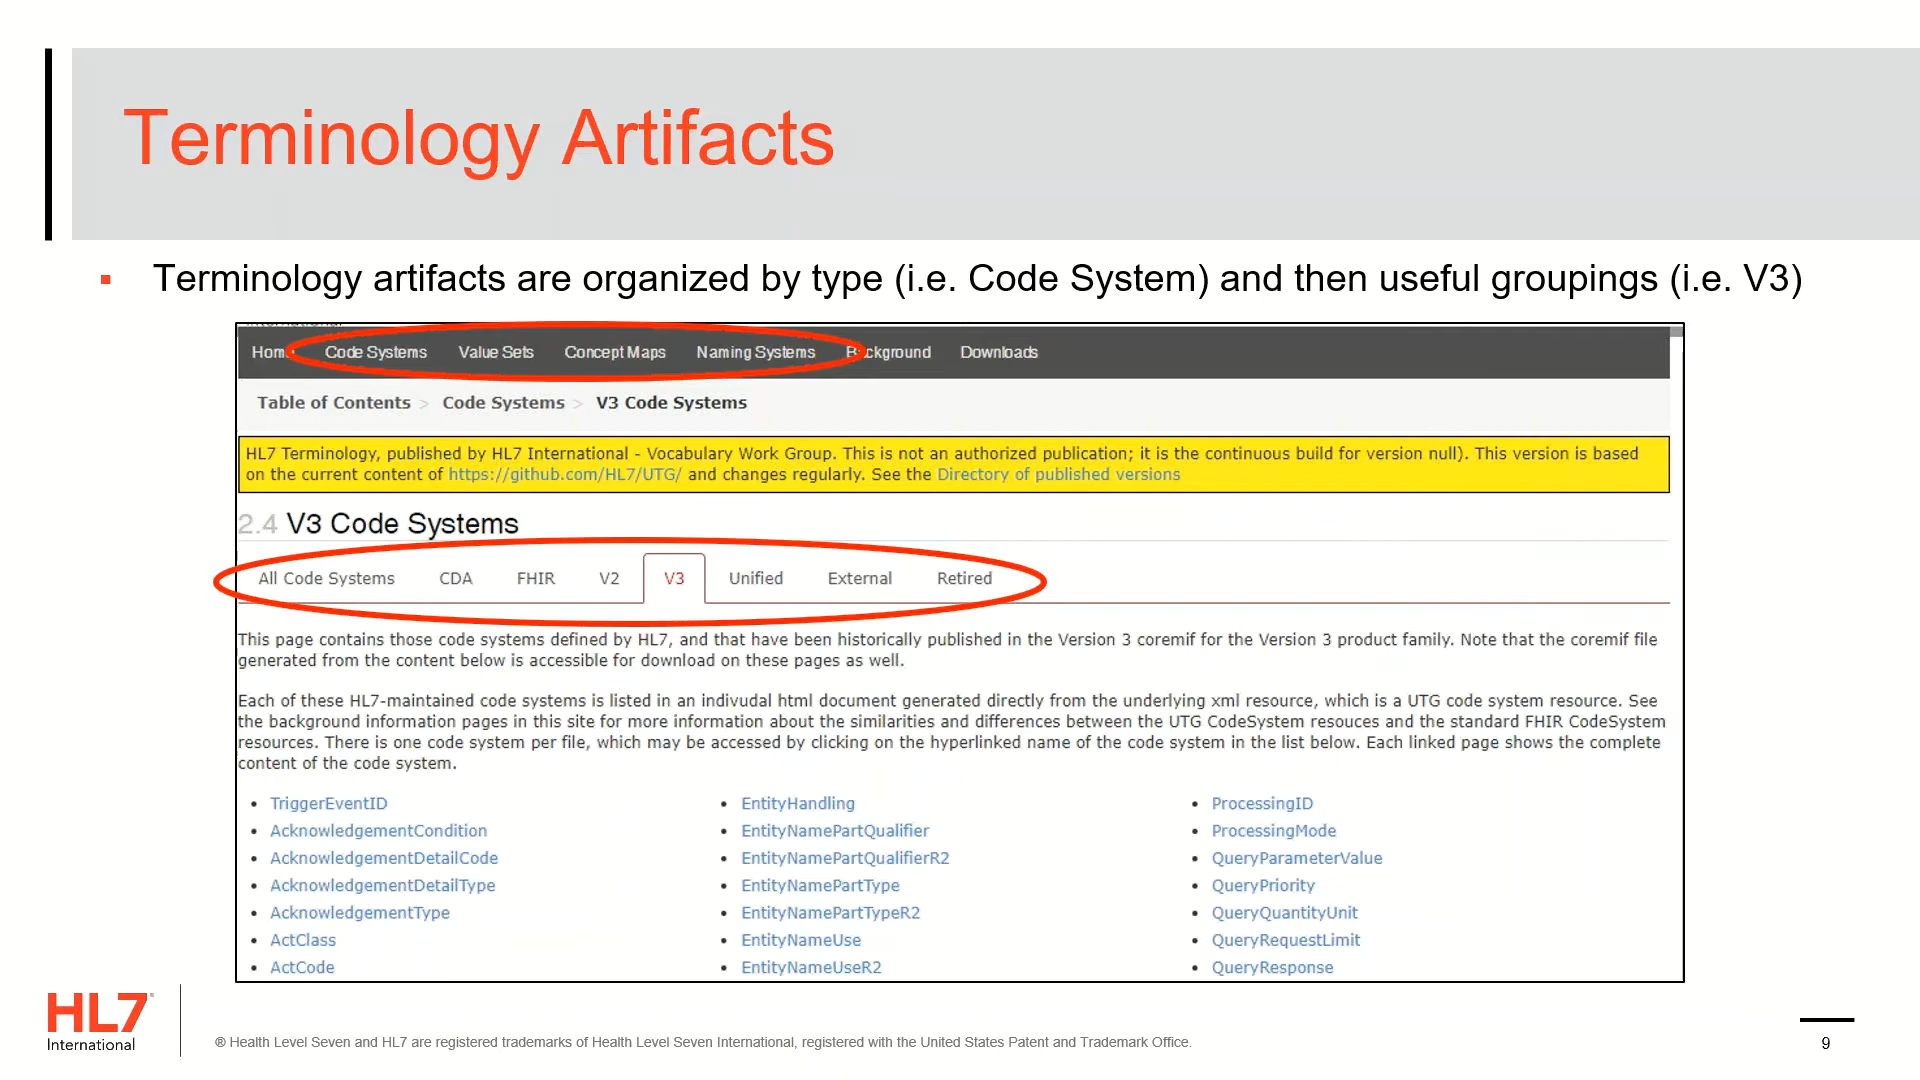 Terminology Artifacts
▪ Terminology artifacts are organized by type (i.e. Code System) and then useful groupings (i.e. V3)
Home Code Systems Value Sets Concept Maps Naming Systems Background Downloads
Table of Contents > Code Systems > V3 Code Systems
HL7 Terminology, published by HL7 International - Vocabulary Work Group. This is not an authorized publication; it is the continuous build for version null). This version is based
on the current content of https://github.com/HL7/UTG/ and changes regularly. See the Directory of published versions
2.4 V3 Code Systems
All Code Systems CDA FHIR V2 V3 Unified External Retired
This page contains those code systems defined by HL7, and that have been historically published in the Version 3 coremif for the Version 3 product family. Note that the coremif file
generated from the content below is accessible for download on these pages as well.
Each of these HL7-maintained code systems is listed in an indivudal html document generated directly from the underlying xml resource, which is a UTG code system resource. See
the background information pages in this site for more information about the similarities and differences between the UTG CodeSystem resouces and the standard FHIR CodeSystem
resources. There is one code system per file, which may be accessed by clicking on the hyperlinked name of the code system in the list below. Each linked page shows the complete
content of the code system.
• TriggerEventID
• AcknowledgementCondition
• AcknowledgementDetailCode
• AcknowledgementDetailType
• AcknowledgementType
• ActClass
• ActCode
• EntityHandling
• EntityNamePartQualifier
• EntityNamePartQualifierR2
• EntityNamePartType
• EntityNamePartTypeR2
• EntityNameUse
• EntityNameUseR2
• ProcessingID
• ProcessingMode
• QueryParameterValue
• QueryPriority
• QueryQuantityUnit
• QueryRequestLimit
• QueryResponse
HL7®
International
® Health Level Seven and HL7 are registered trademarks of Health Level Seven International, registered with the United States Patent and Trademark Office.
9